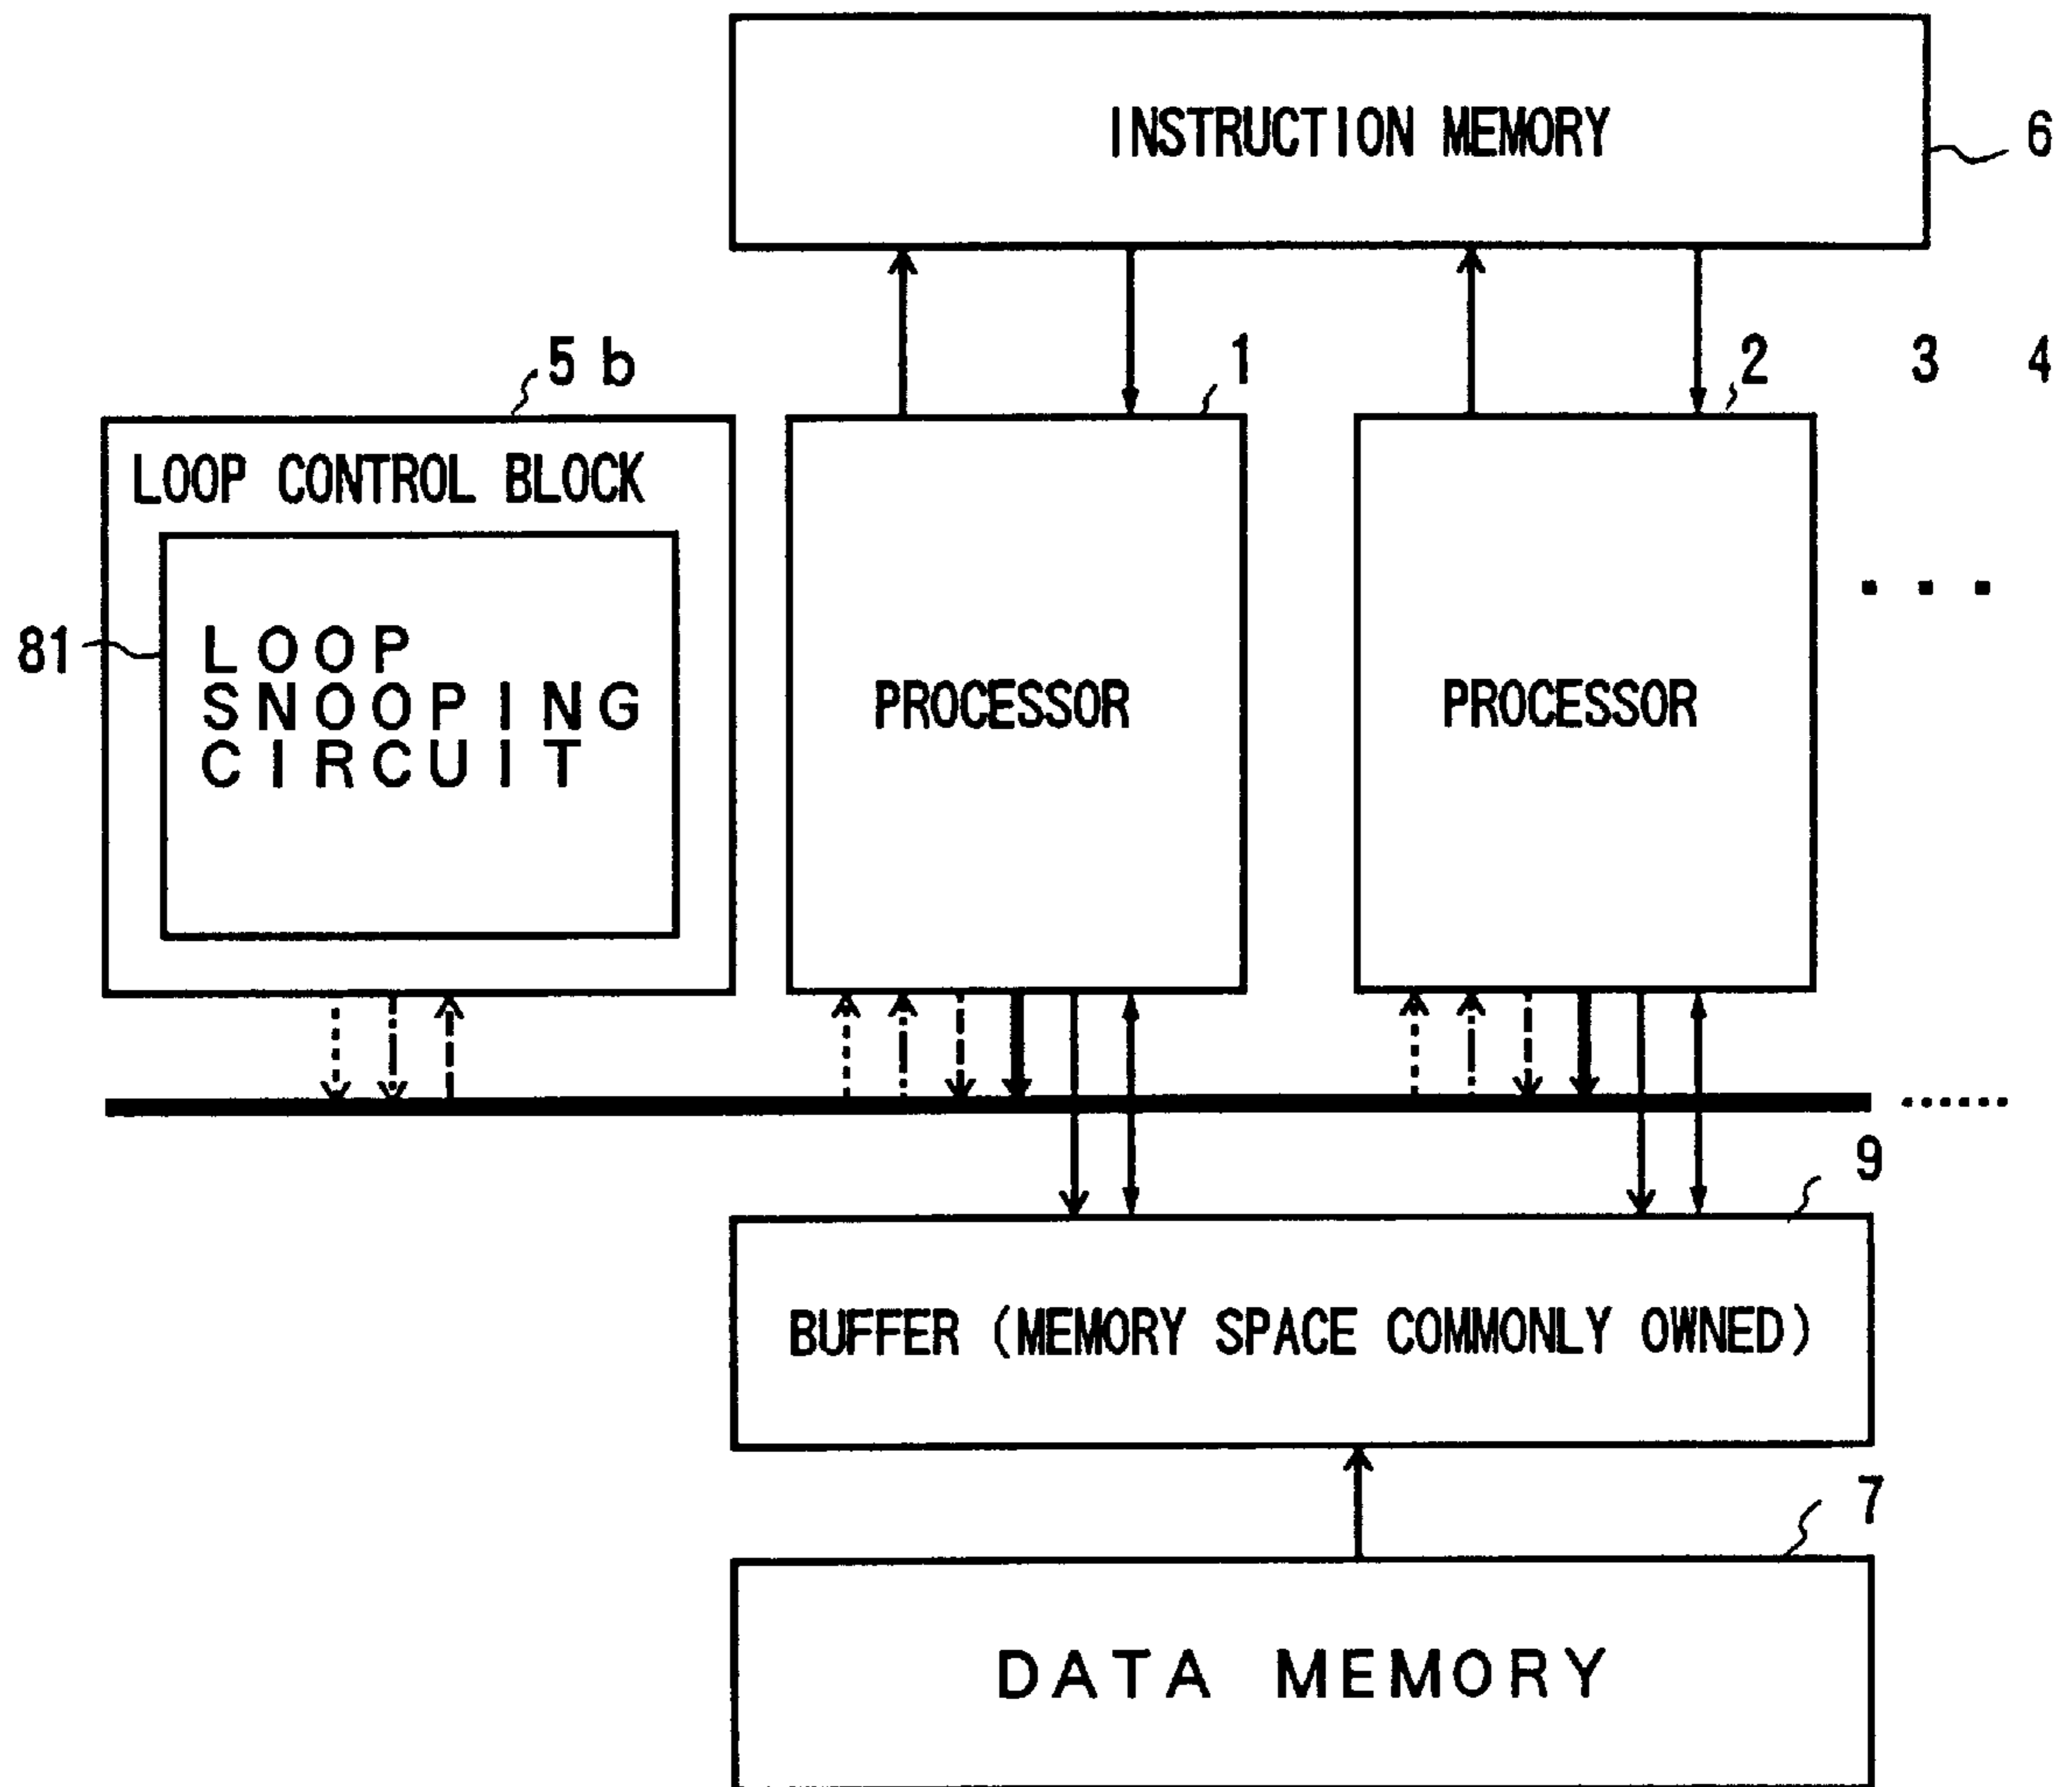 INSTRUCTION MEMORY
6
5b
1
2
3
4
LOOP CONTROL BLOCK
81
LOOP
SNOOPING
CIRCUIT
PROCESSOR
PROCESSOR
9
BUFFER (MEMORY SPACE COMMONLY OWNED)
7
DATA MEMORY